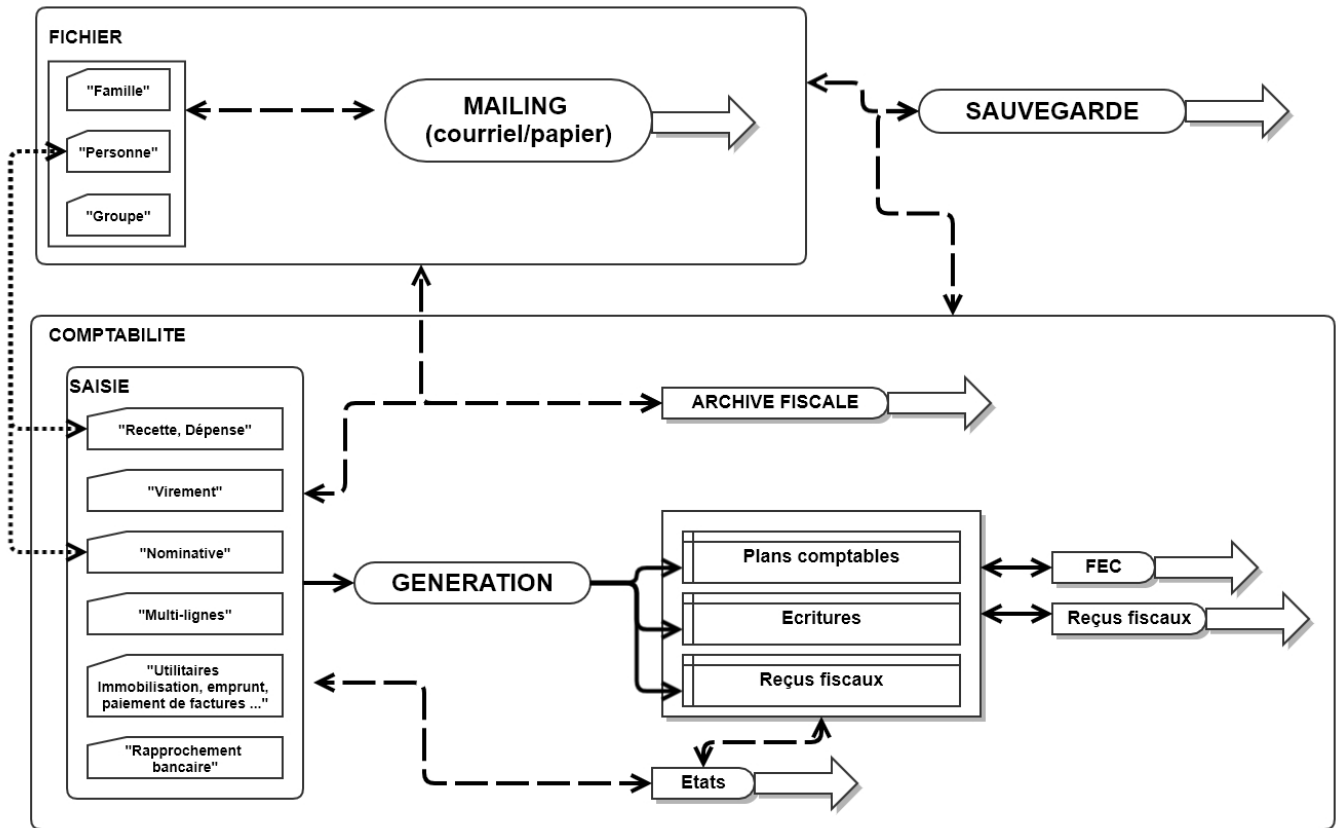 FICHIER
"Famille"
"Personne"
"Groupe"
MAILING
(courriel/papier)
SAUVEGARDE
COMPTABILITE
SAISIE
"Recette, Dépense"
"Virement"
"Nominative"
"Multi-lignes"
"Utilitaires
Immobilisation, emprunt,
paiement de factures ..."
"Rapprochement
bancaire"
ARCHIVE FISCALE
GENERATION
Plans comptables
Ecritures
Reçus fiscaux
FEC
Reçus fiscaux
Etats